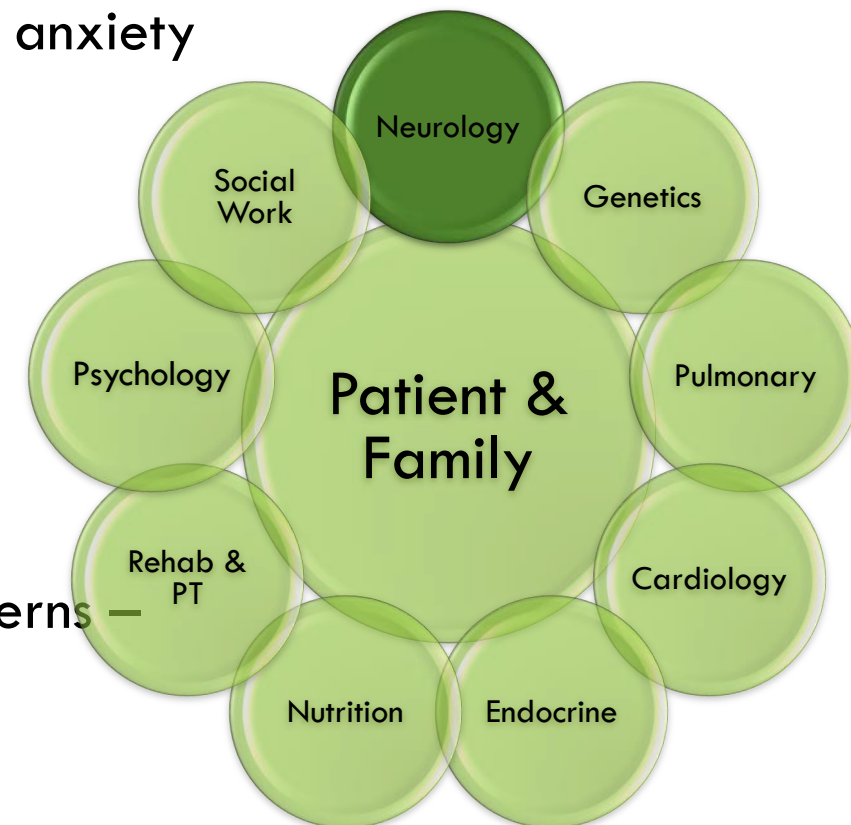 anxiety
Neurology
Social
Work
Genetics
Psychology
Patient &
Family
Pulmonary
Rehab &
PT
Cardiology
erns –
Nutrition
Endocrine